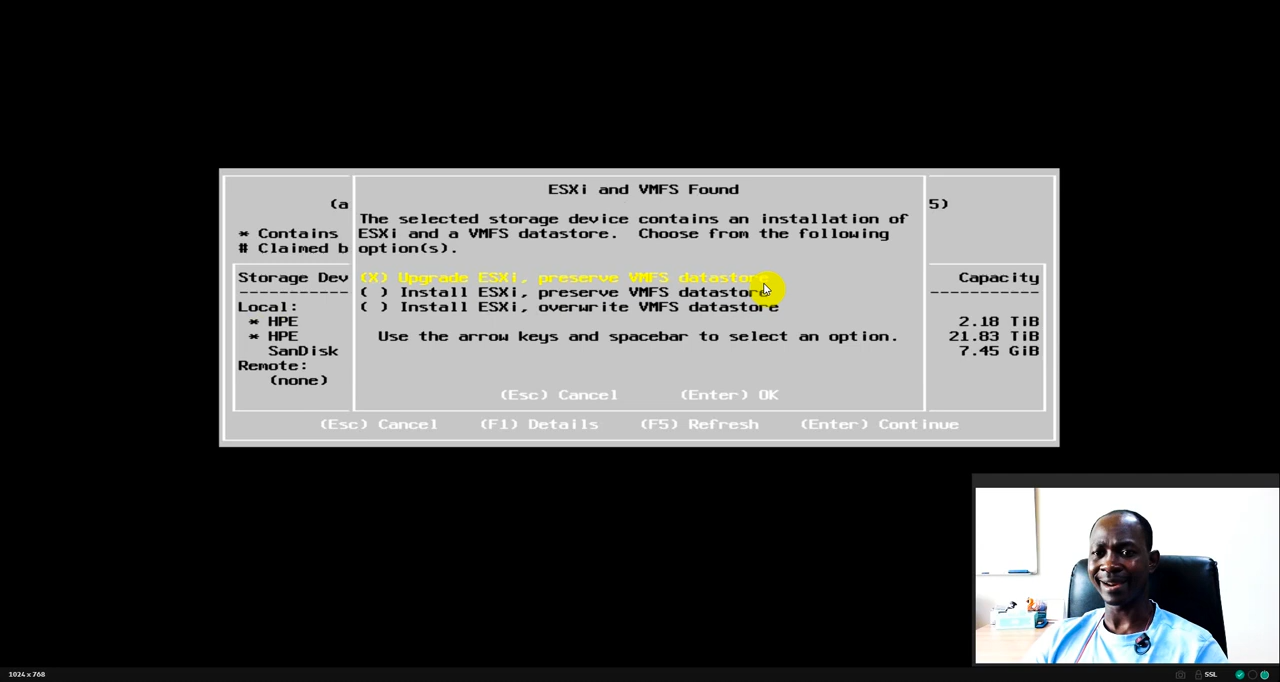 ESXi and VMFS Found
(a
5)
The selected storage device contains an installation of
* Contains
ESXi and a VMFS datastore. Choose from the following
# Claimed b
option(s).
Storage Dev
(X) Upgrade ESXi, preserve VMFS datastore
Capacity
( ) Install ESXi, preserve VMFS datastore
Local:
( ) Install ESXi, overwrite VMFS datastore
* HPE
2.18 TiB
* HPE
Use the arrow keys and spacebar to select an option.
21.83 TiB
SanDisk
7.45 GiB
Remote:
(none)
(Esc) Cancel (Enter) OK
(Esc) Cancel (F1) Details (F5) Refresh (Enter) Continue
1024 x 768
SSL